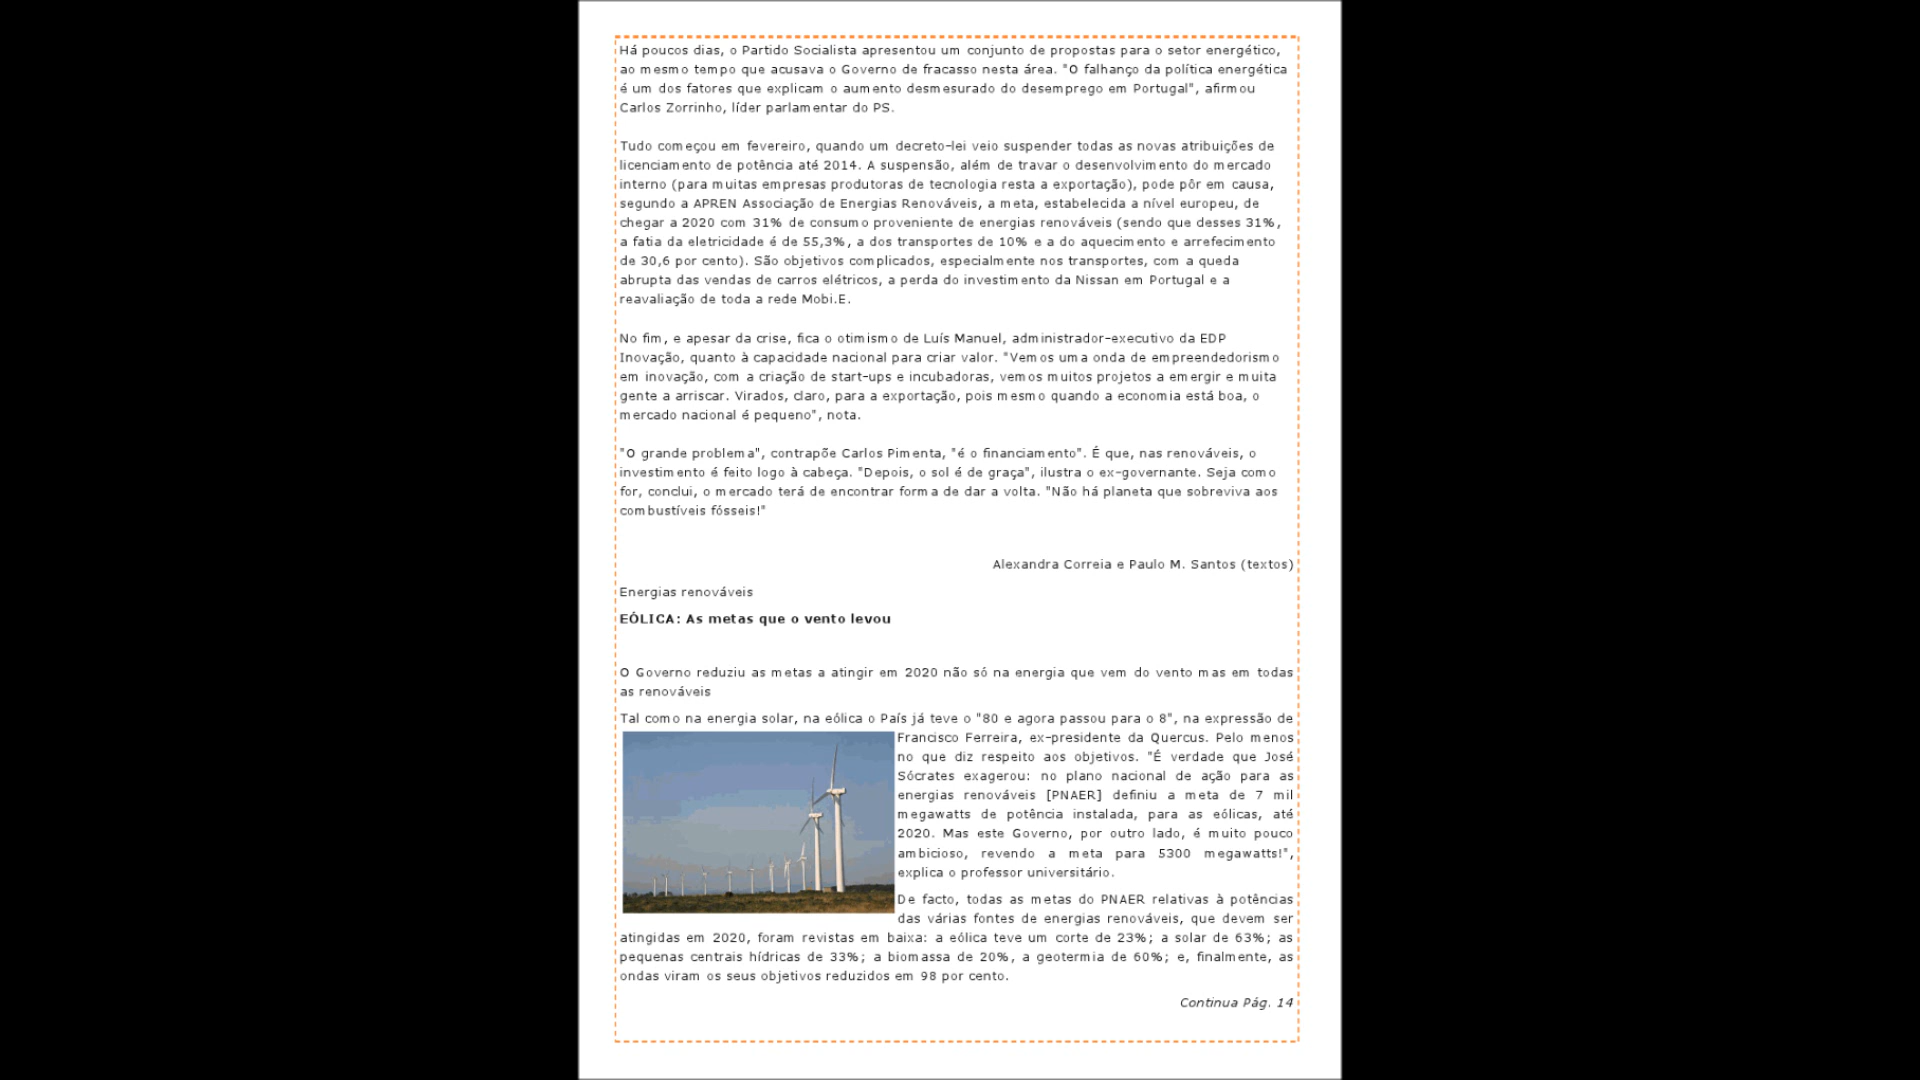 Há poucos dias, o Partido Socialista apresentou um conjunto de propostas para o setor energético,
ao mesmo tempo que acusava o Governo de fracasso nesta área. "O falhanço da política energética
é um dos fatores que explicam o aumento desmesurado do desemprego em Portugal", afirmou
Carlos Zorrinho, líder parlamentar do PS.
Tudo começou em fevereiro, quando um decreto-lei veio suspender todas as novas atribuições de
licenciamento de potência até 2014. A suspensão, além de travar o desenvolvimento do mercado
interno (para muitas empresas produtoras de tecnologia resta a exportação), pode pôr em causa,
segundo a APREN Associação de Energias Renováveis, a meta, estabelecida a nível europeu, de
chegar a 2020 com 31% de consumo proveniente de energias renováveis (sendo que desses 31%,
a fatia da eletricidade é de 55,3%, a dos transportes de 10% e a do aquecimento e arrefecimento
de 30,6 por cento). São objetivos complicados, especialmente nos transportes, com a queda
abrupta das vendas de carros elétricos, a perda do investimento da Nissan em Portugal e a
reavaliação de toda a rede Mobi.E.
No fim, e apesar da crise, fica o otimismo de Luís Manuel, administrador-executivo da EDP
Inovação, quanto à capacidade nacional para criar valor. "Vemos uma onda de empreendedorismo
em inovação, com a criação de start-ups e incubadoras, vemos muitos projetos a emergir e muita
gente a arriscar. Virados, claro, para a exportação, pois mesmo quando a economia está boa, o
mercado nacional é pequeno", nota.
"O grande problema", contrapõe Carlos Pimenta, "é o financiamento". É que, nas renováveis, o
investimento é feito logo à cabeça. "Depois, o sol é de graça", ilustra o ex-governante. Seja como
for, conclui, o mercado terá de encontrar forma de dar a volta. "Não há planeta que sobreviva aos
combustíveis fósseis!"
Alexandra Correia e Paulo M. Santos (textos)
Energias renováveis
EÓLICA: As metas que o vento levou
O Governo reduziu as metas a atingir em 2020 não só na energia que vem do vento mas em todas
as renováveis
Tal como na energia solar, na eólica o País já teve o "80 e agora passou para o 8", na expressão de
Francisco Ferreira, ex-presidente da Quercus. Pelo menos
no que diz respeito aos objetivos. "É verdade que José
Sócrates exagerou: no plano nacional de ação para as
energias renováveis [PNAER] definiu a meta de 7 mil
megawatts de potência instalada, para as eólicas, até
2020. Mas este Governo, por outro lado, é muito pouco
ambicioso, revendo a meta para 5300 megawatts!",
explica o professor universitário.
De facto, todas as metas do PNAER relativas à potências
das várias fontes de energias renováveis, que devem ser
atingidas em 2020, foram revistas em baixa: a eólica teve um corte de 23%; a solar de 63%; as
pequenas centrais hídricas de 33%; a biomassa de 20%, a geotermia de 60%; e, finalmente, as
ondas viram os seus objetivos reduzidos em 98 por cento.
Continua Pág. 14